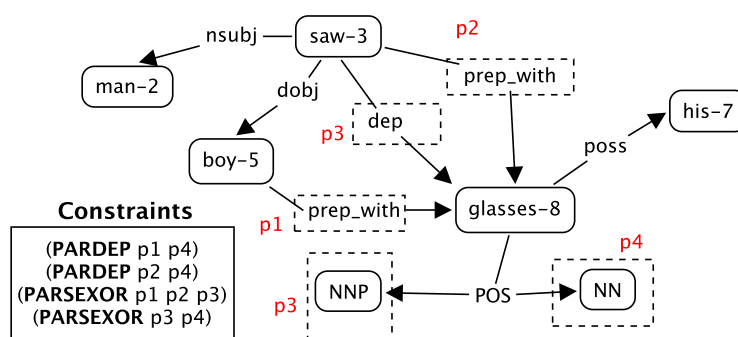 p2
nsubj
saw-3
prep_with
man-2
dobj
his-7
p3
dep
poss
boy-5
prep_with
glasses-8
p1
Constraints
(PARDEP p1 p4)
(PARDEP p2 p4)
(PARSEXOR p1 p2 p3)
(PARSEXOR p3 p4)
p4
p3
NNP
POS
NN